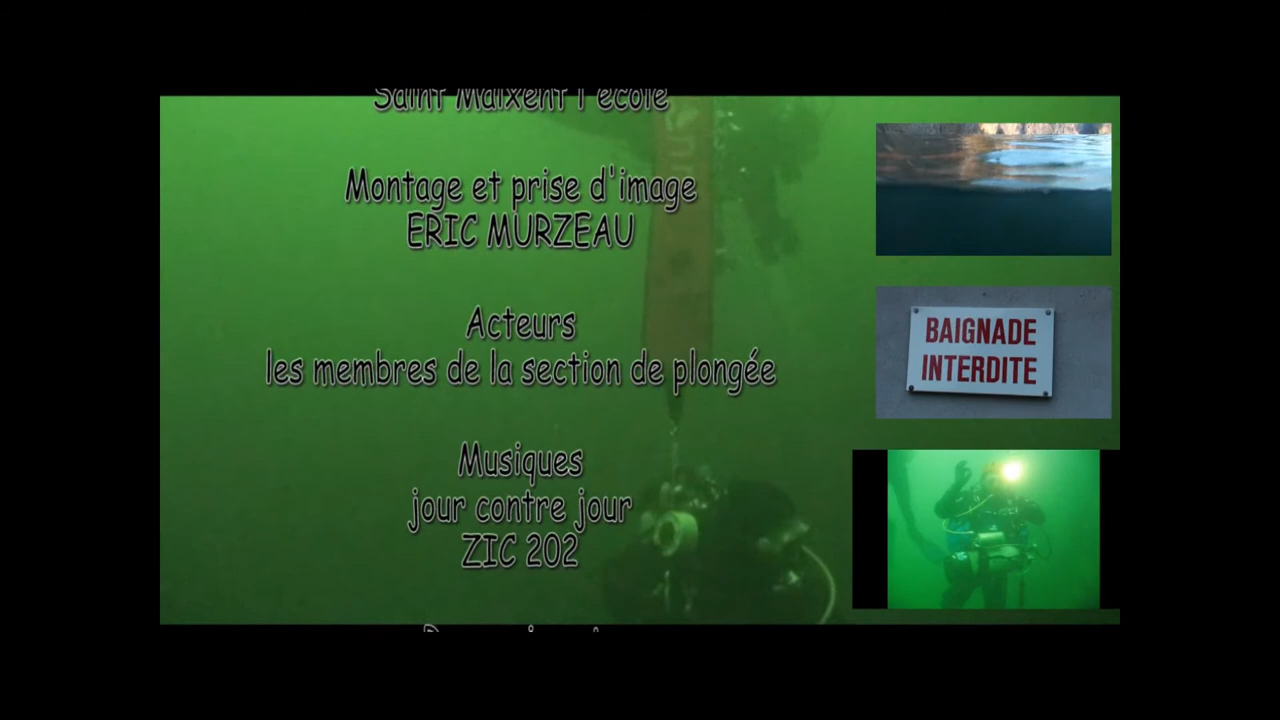 Saint Maixent l'école
Montage et prise d'image
ERIC MURZEAU
Acteurs
les membres de la section de plongée
Musiques
jour contre jour
ZIC 202
BAIGNADE
INTERDITE